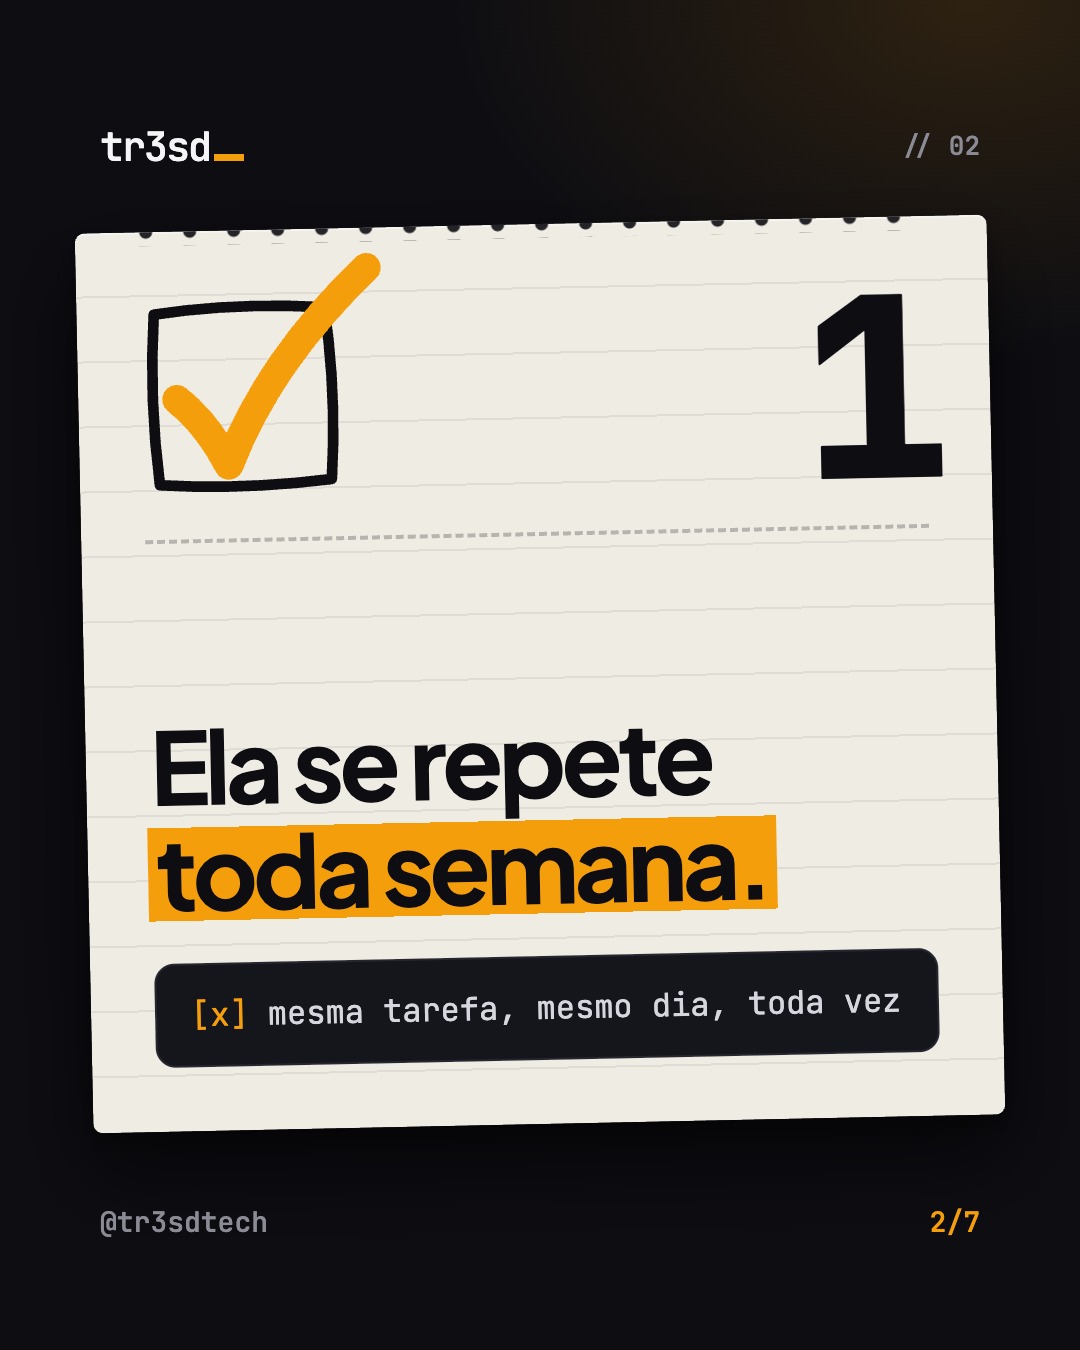 tr3sd_
// 02
1
Ela se repete
toda semana.
[x] mesma tarefa, mesmo dia, toda vez
@tr3sdtech
2/7